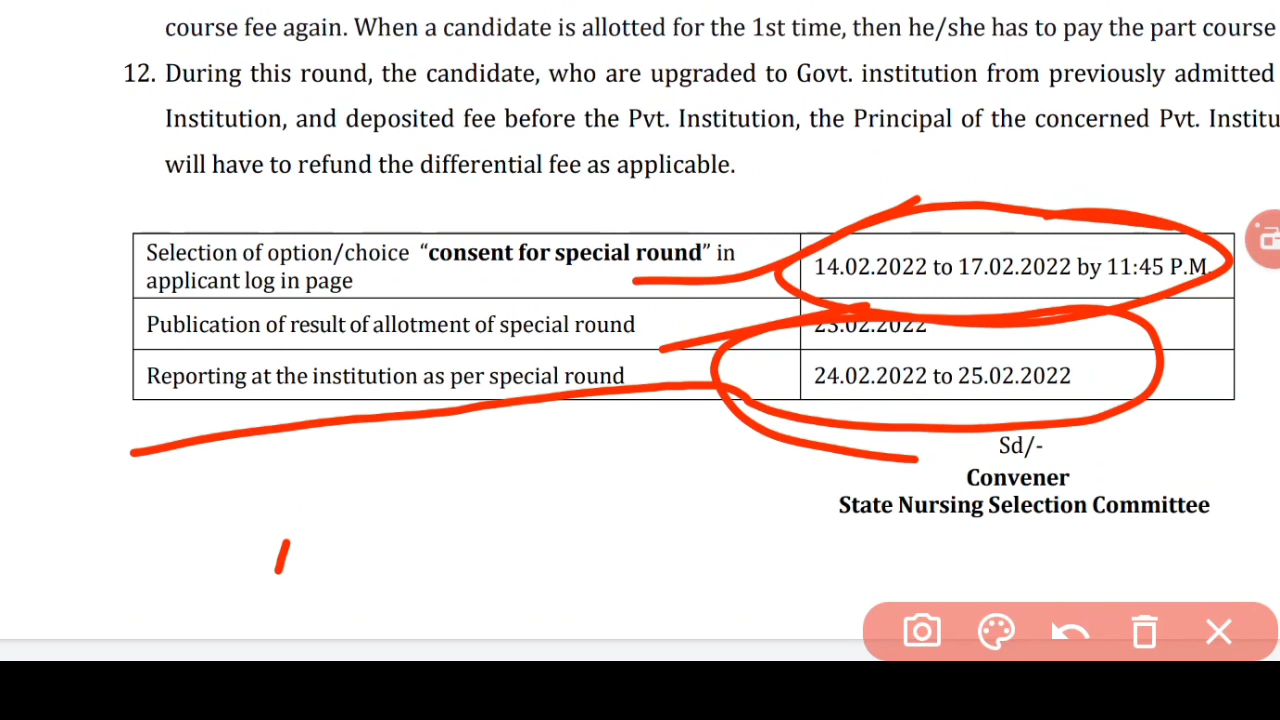 course fee again. When a candidate is allotted for the 1st time, then he/she has to pay the part course
12. During this round, the candidate, who are upgraded to Govt. institution from previously admitted
Institution, and deposited fee before the Pvt. Institution, the Principal of the concerned Pvt. Institu
will have to refund the differential fee as applicable.
Selection of option/choice “consent for special round” in
applicant log in page
14.02.2022 to 17.02.2022 by 11:45 P.M.
Publication of result of allotment of special round
23.02.2022
Reporting at the institution as per special round
24.02.2022 to 25.02.2022
Sd/-
Convener
State Nursing Selection Committee